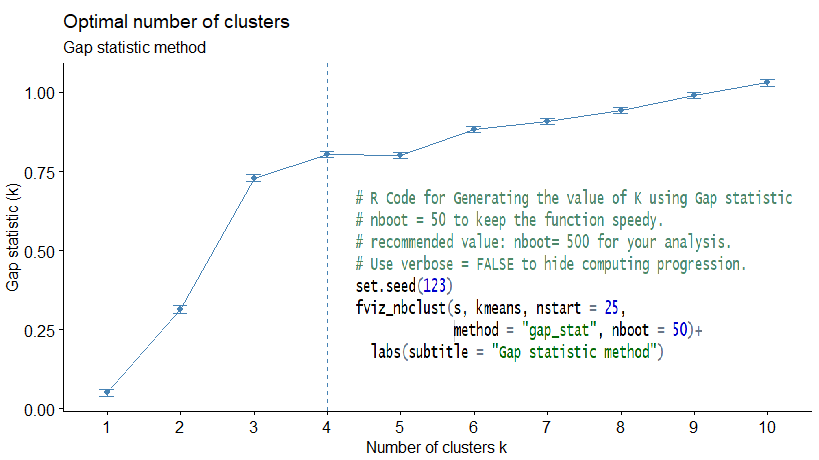 Optimal number of clusters
Gap statistic method
Gap statistic (k)
1.00
0.75
0.50
0.25
0.00
# R Code for Generating the value of K using Gap statistic
# nboot = 50 to keep the function speedy.
# recommended value: nboot= 500 for your analysis.
# Use verbose = FALSE to hide computing progression.
set.seed(123)
fviz_nbclust(s, kmeans, nstart = 25,
method = "gap_stat", nboot = 50)+
labs(subtitle = "Gap statistic method")
1 2 3 4 5 6 7 8 9 10
Number of clusters k